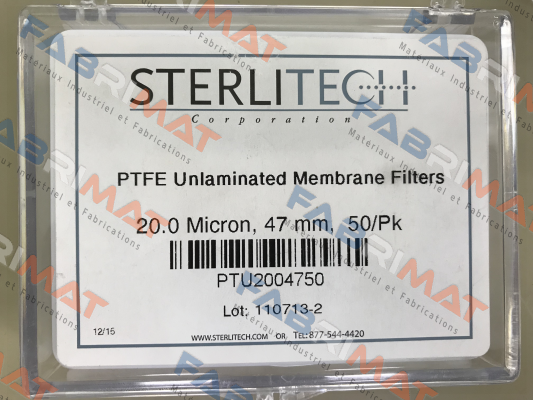 STERLITECH
Corporation
PTFE Unlaminated Membrane Filters
20.0 Micron, 47 mm, 50/Pk
PTU2004750
Lot: 110713-2
12/15
WWW.STERLITECH.COM OR TEL:877-544-4420
FABRIMAT
Materiaux Industriel et Fabrications